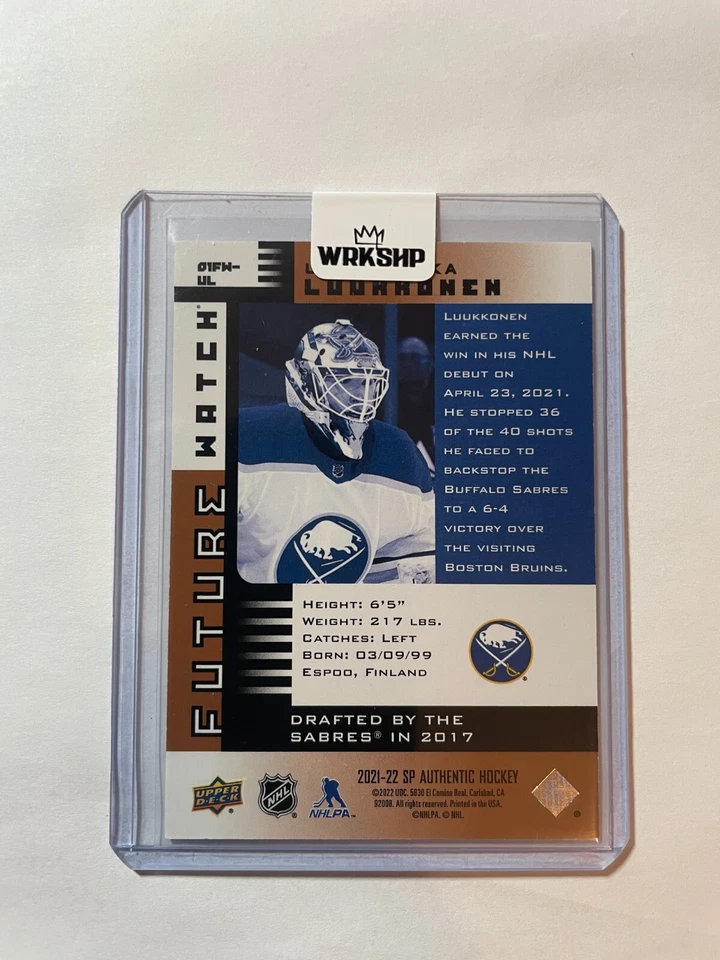 WRKSHP
01FW-
UL
LUUKKONEN
FUTURE WATCH
LUUKKONEN
EARNED THE
WIN IN HIS NHL
DEBUT ON
APRIL 23, 2021.
HE STOPPED 36
OF THE 40 SHOTS
HE FACED TO
BACKSTOP THE
BUFFALO SABRES
TO A 6-4
VICTORY OVER
THE VISITING
BOSTON BRUINS.
HEIGHT: 6'5"
WEIGHT: 217 LBS.
CATCHES: LEFT
BORN: 03/09/99
ESPOO, FINLAND
DRAFTED BY THE
SABRES® IN 2017
UPPER
DECK
NHL
NHLPA
2021-22 SP AUTHENTIC HOCKEY
©2022 UDC. 5830 El Camino Real, Carlsbad, CA
92008. All rights reserved. Printed in the USA.
©NHLPA. © NHL.